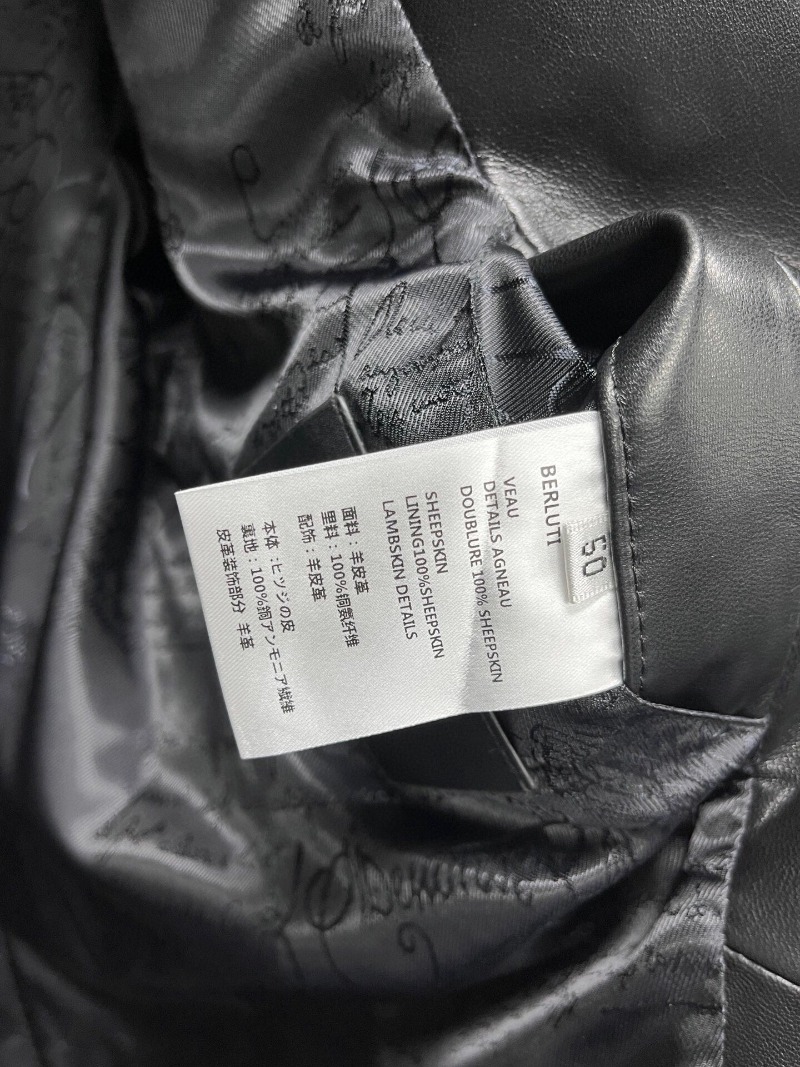 BERLUTI
50
VEAU
DETAILS AGNEAU
DOUBLURE 100% SHEEPSKIN
SHEEPSKIN
LINING100%SHEEPSKIN
LAMBSKIN DETAILS
面料：羊皮革
里料：100%铜氨纤维
配饰：羊皮革
本体：ヒツジの皮
裏地：100%銅アンモニア繊維
皮革装饰部分 羊革